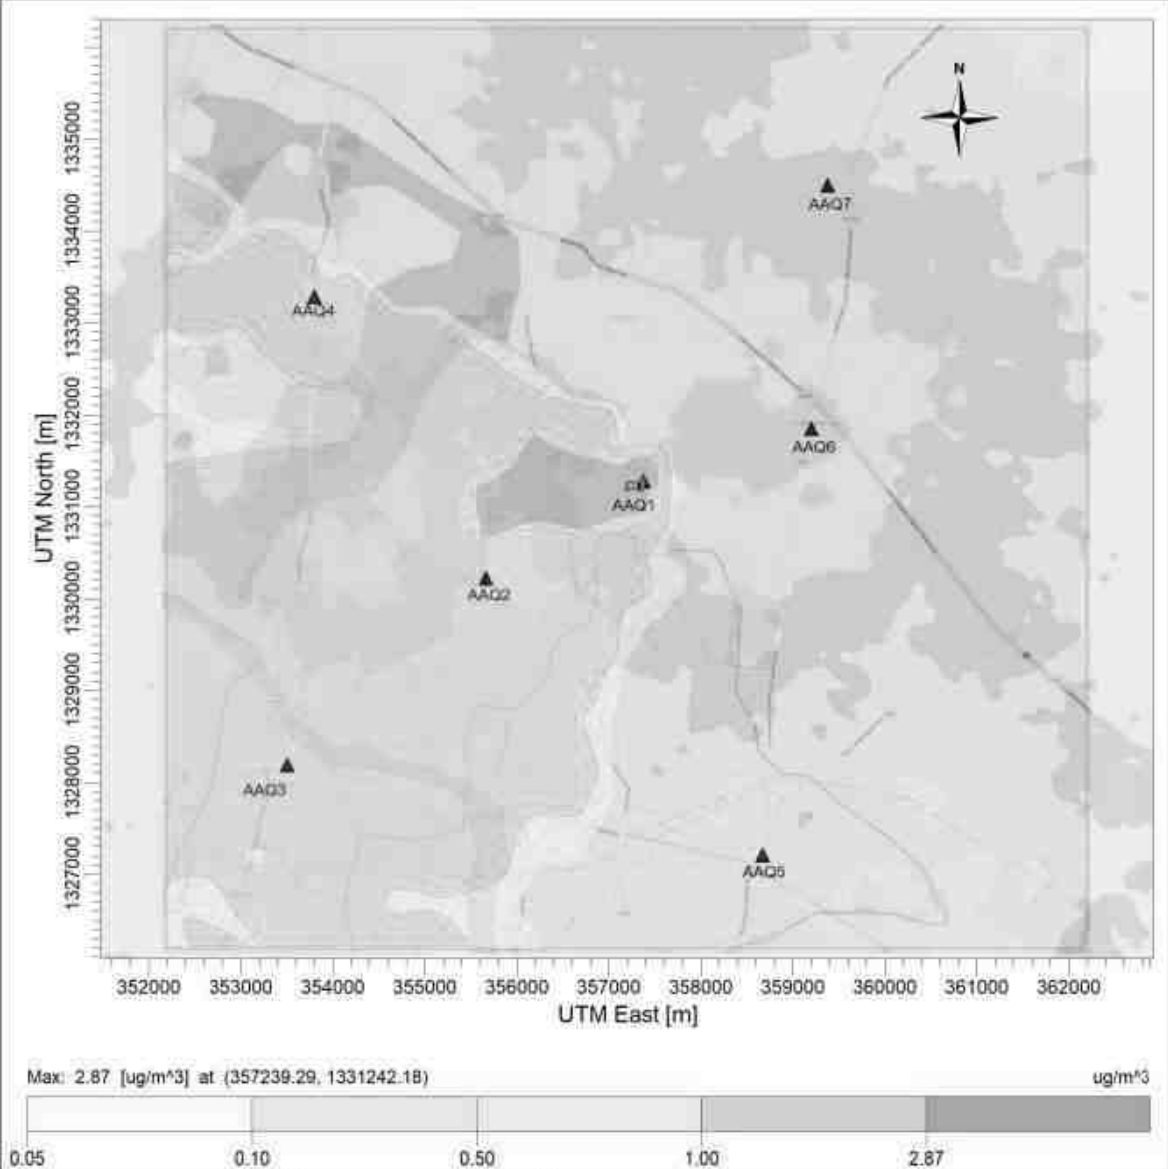 N
AAQ7
AAQ4
AAQ6
AAQ1
AAQ2
AAQ3
AAQ5
1335000
1334000
1333000
1332000
1331000
1330000
1329000
1328000
1327000
UTM North [m]
352000 353000 354000 355000 356000 357000 358000 359000 360000 361000 362000
UTM East [m]
Max: 2.87 [ug/m^3] at (357239.29, 1331242.18) ug/m^3
0.05 0.10 0.50 1.00 2.87